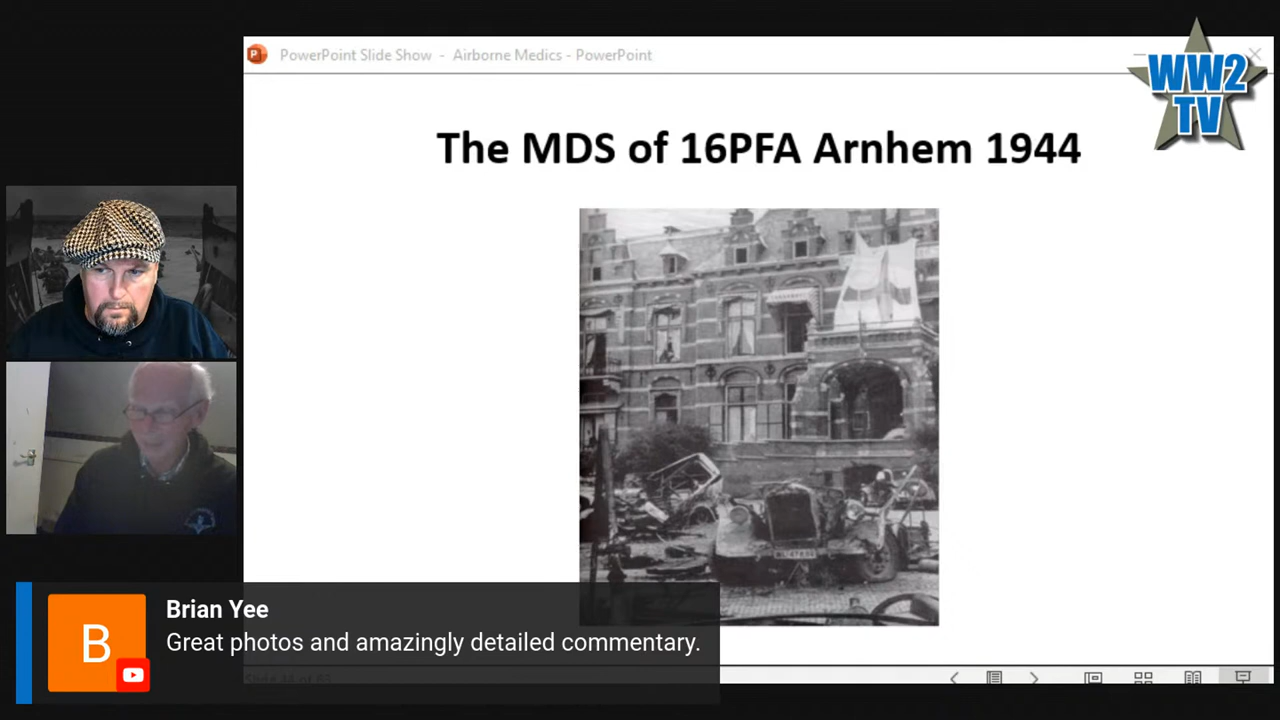 PowerPoint Slide Show - Airborne Medics - PowerPoint
WW2
TV
The MDS of 16PFA Arnhem 1944
B
Brian Yee
Great photos and amazingly detailed commentary.